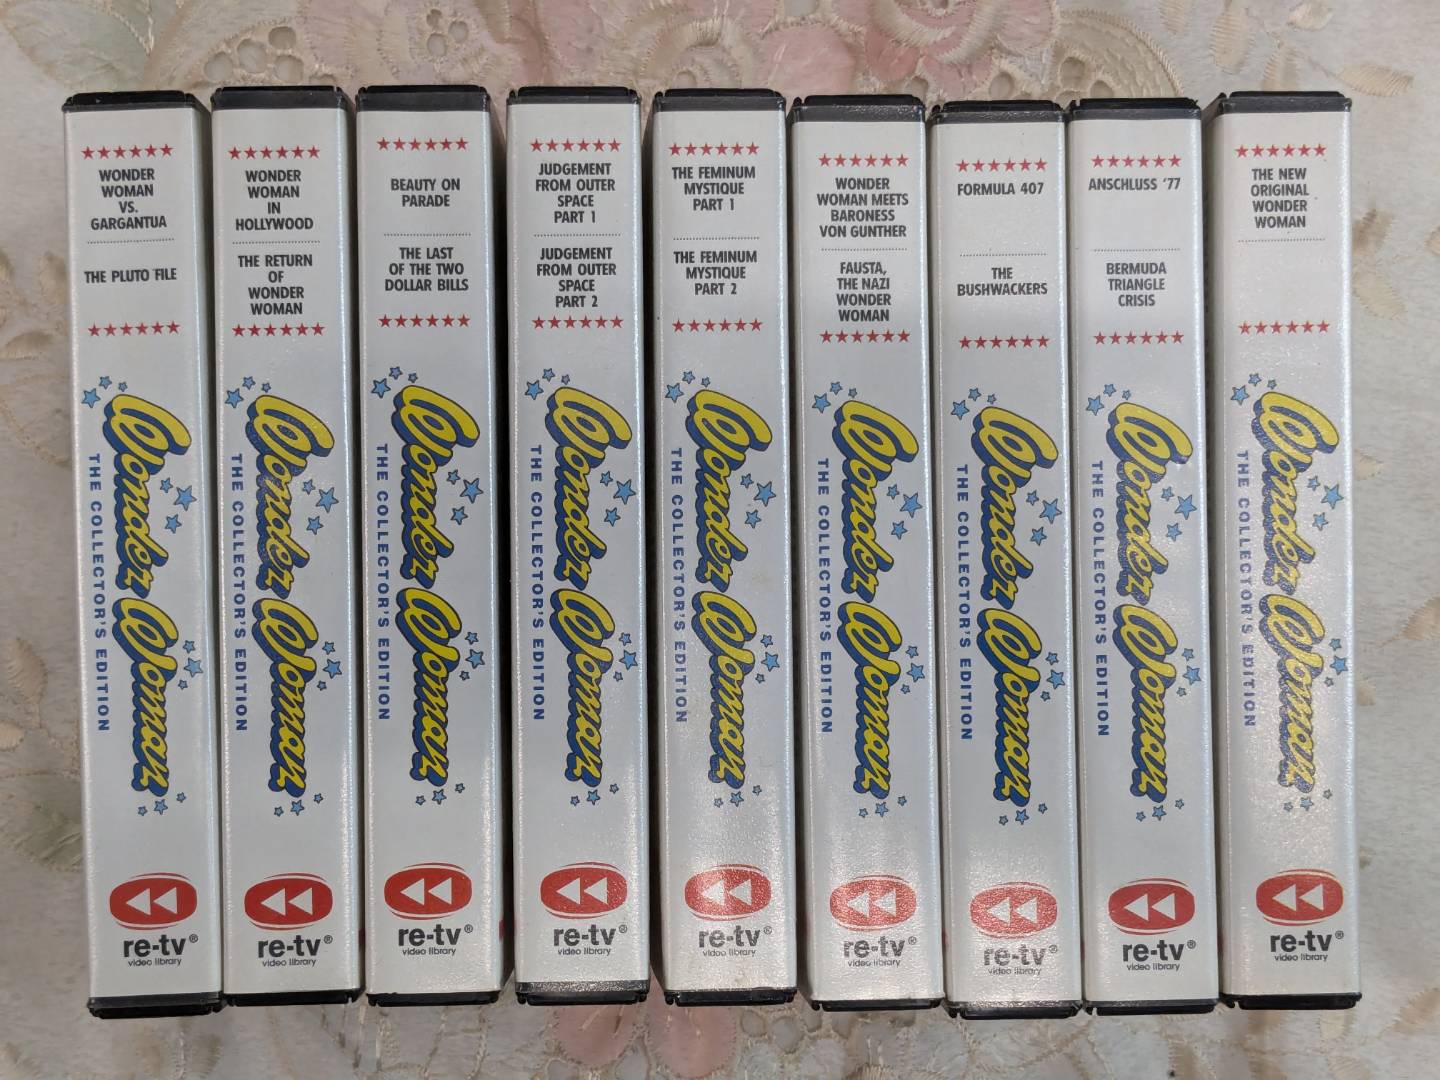 ★★★★★★
WONDER
WOMAN
VS.
GARGANTUA
THE PLUTO FILE
★★★★★★
Wonder Woman
THE COLLECTOR'S EDITION
re-tv®
video library
★★★★★★
WONDER
WOMAN
IN
HOLLYWOOD
THE RETURN
OF
WONDER
WOMAN
★★★★★★
Wonder Woman
THE COLLECTOR'S EDITION
re-tv®
video library
★★★★★★
BEAUTY ON
PARADE
THE LAST
OF THE TWO
DOLLAR BILLS
★★★★★★
Wonder Woman
THE COLLECTOR'S EDITION
re-tv®
video library
★★★★★★
JUDGEMENT
FROM OUTER
SPACE
PART 1
JUDGEMENT
FROM OUTER
SPACE
PART 2
★★★★★★
Wonder Woman
THE COLLECTOR'S EDITION
re-tv®
video library
★★★★★★
THE FEMINUM
MYSTIQUE
PART 1
THE FEMINUM
MYSTIQUE
PART 2
★★★★★★
Wonder Woman
THE COLLECTOR'S EDITION
re-tv®
video library
★★★★★★
WONDER
WOMAN MEETS
BARONESS
VON GUNTHER
FAUSTA,
THE NAZI
WONDER
WOMAN
★★★★★★
Wonder Woman
THE COLLECTOR'S EDITION
re-tv®
video library
★★★★★★
FORMULA 407
THE
BUSHWACKERS
★★★★★★
Wonder Woman
THE COLLECTOR'S EDITION
re-tv®
video library
★★★★★★
ANSCHLUSS '77
BERMUDA
TRIANGLE
CRISIS
★★★★★★
Wonder Woman
THE COLLECTOR'S EDITION
re-tv®
video library
★★★★★★
THE NEW
ORIGINAL
WONDER
WOMAN
★★★★★★
Wonder Woman
THE COLLECTOR'S EDITION
re-tv®
video library